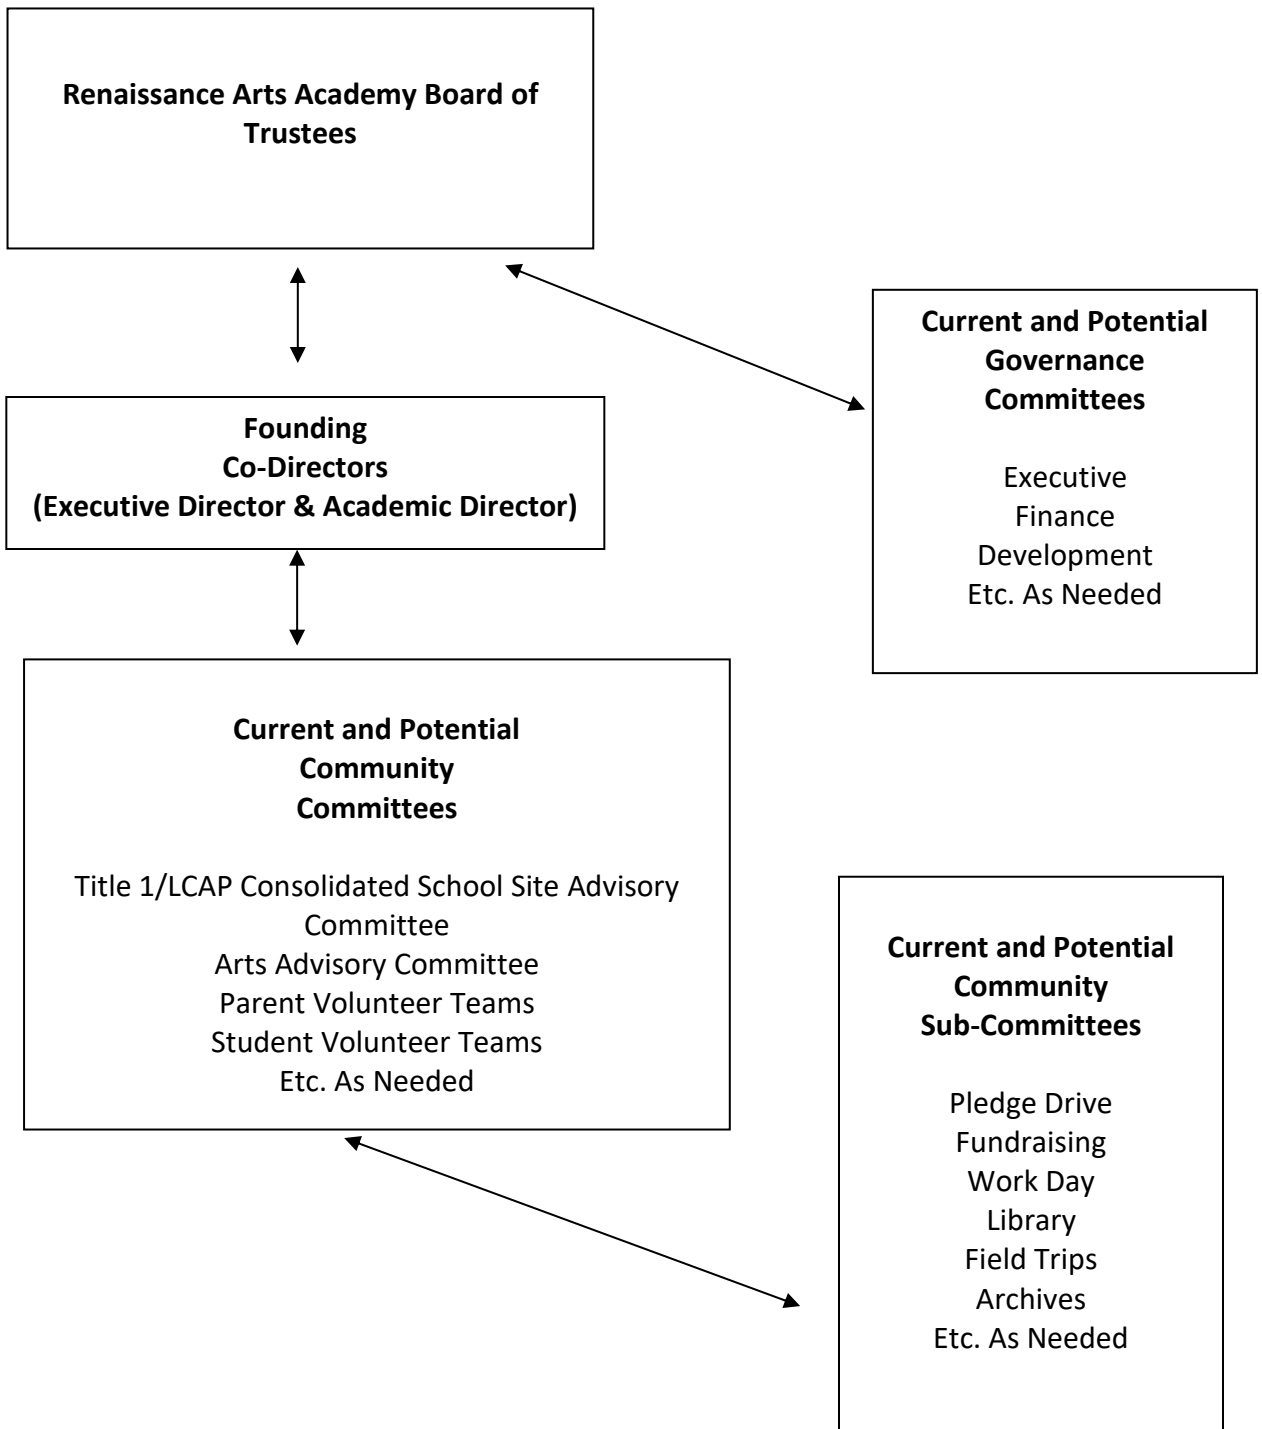 Renaissance Arts Academy Board of
Trustees
Current and Potential
Governance
Committees
Executive
Finance
Development
Etc. As Needed
Founding
Co-Directors
(Executive Director & Academic Director)
Current and Potential
Community
Committees
Title 1/LCAP Consolidated School Site Advisory
Committee
Arts Advisory Committee
Parent Volunteer Teams
Student Volunteer Teams
Etc. As Needed
Current and Potential
Community
Sub-Committees
Pledge Drive
Fundraising
Work Day
Library
Field Trips
Archives
Etc. As Needed